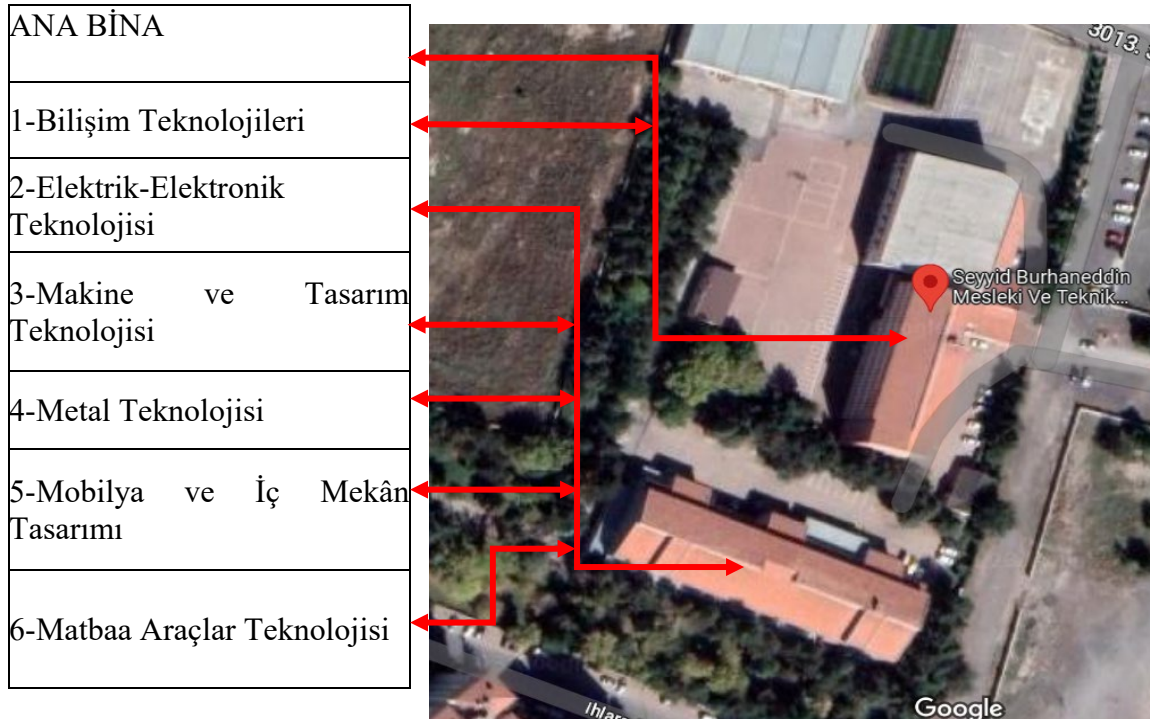 ANA BİNA
1-Bilişim Teknolojileri
2-Elektrik-Elektronik
Teknolojisi
3-Makine ve Tasarım
Teknolojisi
4-Metal Teknolojisi
5-Mobilya ve İç Mekân
Tasarımı
6-Matbaa Araçlar Teknolojisi
3013.
Seyyid Burhaneddin
Mesleki Ve Teknik...
Google